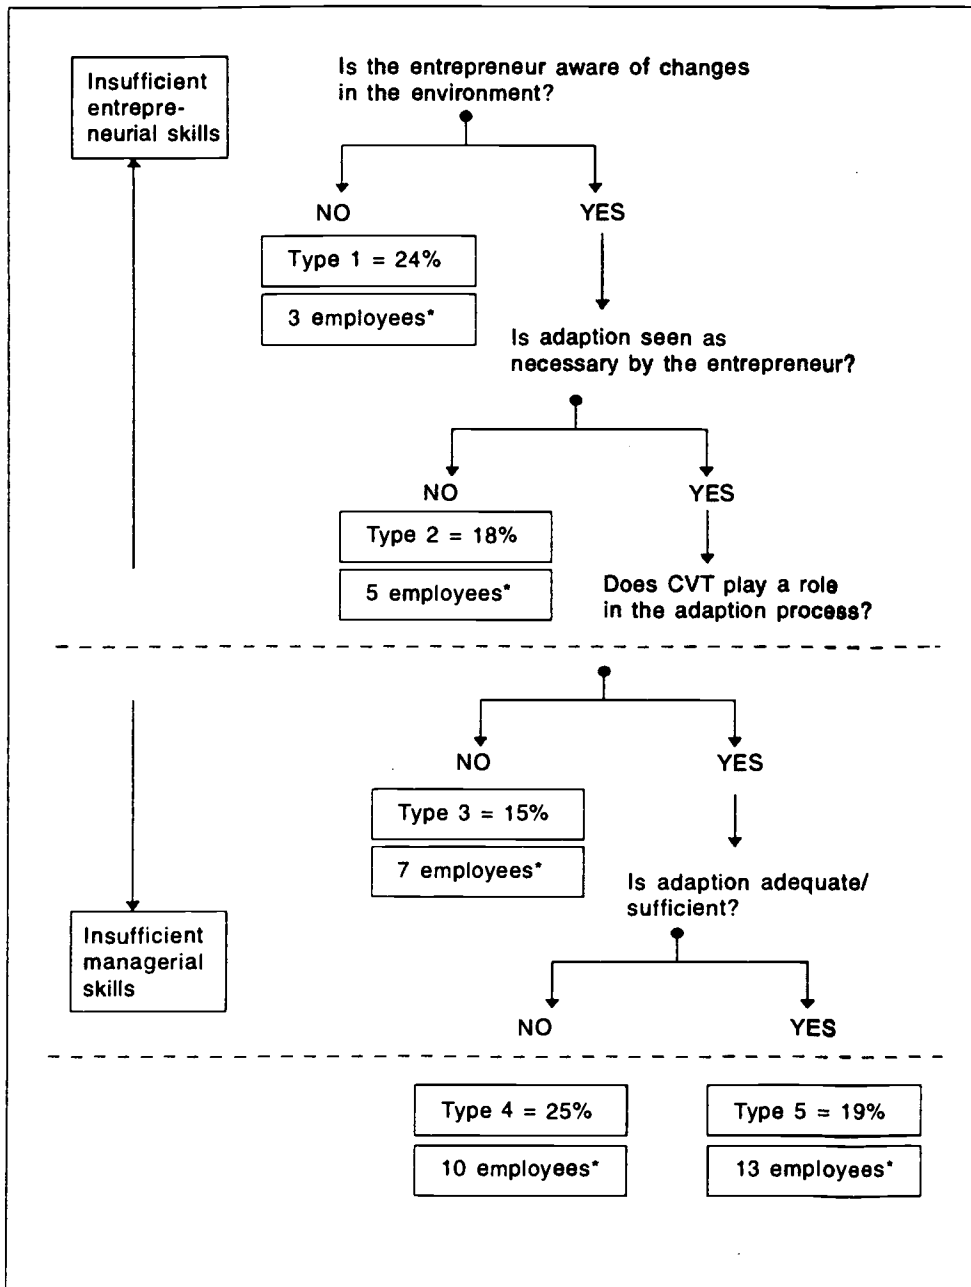 Insufficient
entrepre-
neurial skills
Is the entrepreneur aware of changes
in the environment?
NO
YES
Type 1 = 24%
3 employees*
Is adaption seen as
necessary by the entrepreneur?
NO
YES
Type 2 = 18%
5 employees*
Does CVT play a role
in the adaption process?
NO
YES
Type 3 = 15%
7 employees*
Is adaption adequate/
sufficient?
Insufficient
managerial
skills
NO
YES
Type 4 = 25%
Type 5 = 19%
10 employees*
13 employees*